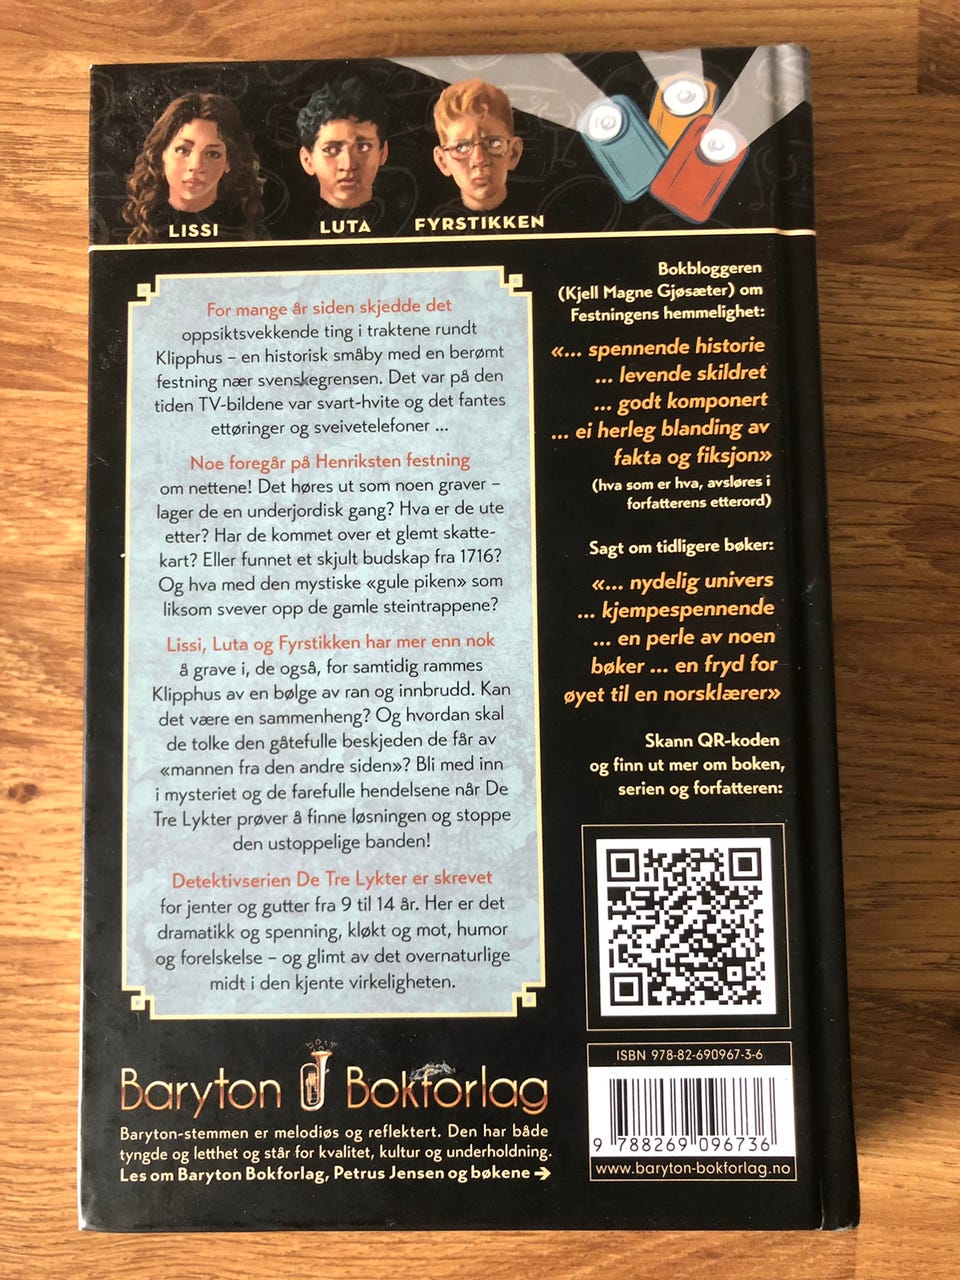 LISSI
LUTA
FYRSTIKKEN
For mange år siden skjedde det
oppsiktsvekkende ting i traktene rundt
Klipphus – en historisk småby med en berømt
festning nær svenskegrensen. Det var på den
tiden TV-bildene var svart-hvite og det fantes
ettøringer og sveivetelefoner ...
Noe foregår på Henriksten festning
om nettene! Det høres ut som noen graver –
lager de en underjordisk gang? Hva er de ute
etter? Har de kommet over et glemt skatte-
kart? Eller funnet et skjult budskap fra 1716?
Og hva med den mystiske «gule piken» som
liksom svever opp de gamle steintrappene?
Lissi, Luta og Fyrstikken har mer enn nok
å grave i, de også, for samtidig rammes
Klipphus av en bølge av ran og innbrudd. Kan
det være en sammenheng? Og hvordan skal
de tolke den gåtefulle beskjeden de får av
«mannen fra den andre siden»? Bli med inn
i mysteriet og de farefulle hendelsene når De
Tre Lykter prøver å finne løsningen og stoppe
den ustoppelige banden!
Detektivserien De Tre Lykter er skrevet
for jenter og gutter fra 9 til 14 år. Her er det
dramatikk og spenning, kløkt og mot, humor
og forelskelse – og glimt av det overnaturlige
midt i den kjente virkeligheten.
Bokbloggeren
(Kjell Magne Gjøsæter) om
Festningens hemmelighet:
«... spennende historie
... levende skildret
... godt komponert
... ei herleg blanding av
fakta og fiksjon»
(hva som er hva, avsløres i
forfatterens etterord)
Sagt om tidligere bøker:
«... nydelig univers
... kjempespennende
... en perle av noen
bøker ... en fryd for
øyet til en norsklærer»
Skann QR-koden
og finn ut mer om boken,
serien og forfatteren:
Baryton Bokforlag
Baryton-stemmen er melodiøs og reflektert. Den har både
tyngde og letthet og står for kvalitet, kultur og underholdning.
Les om Baryton Bokforlag, Petrus Jensen og bøkene →
ISBN 978-82-690967-3-6
9 788269 096736
www.baryton-bokforlag.no